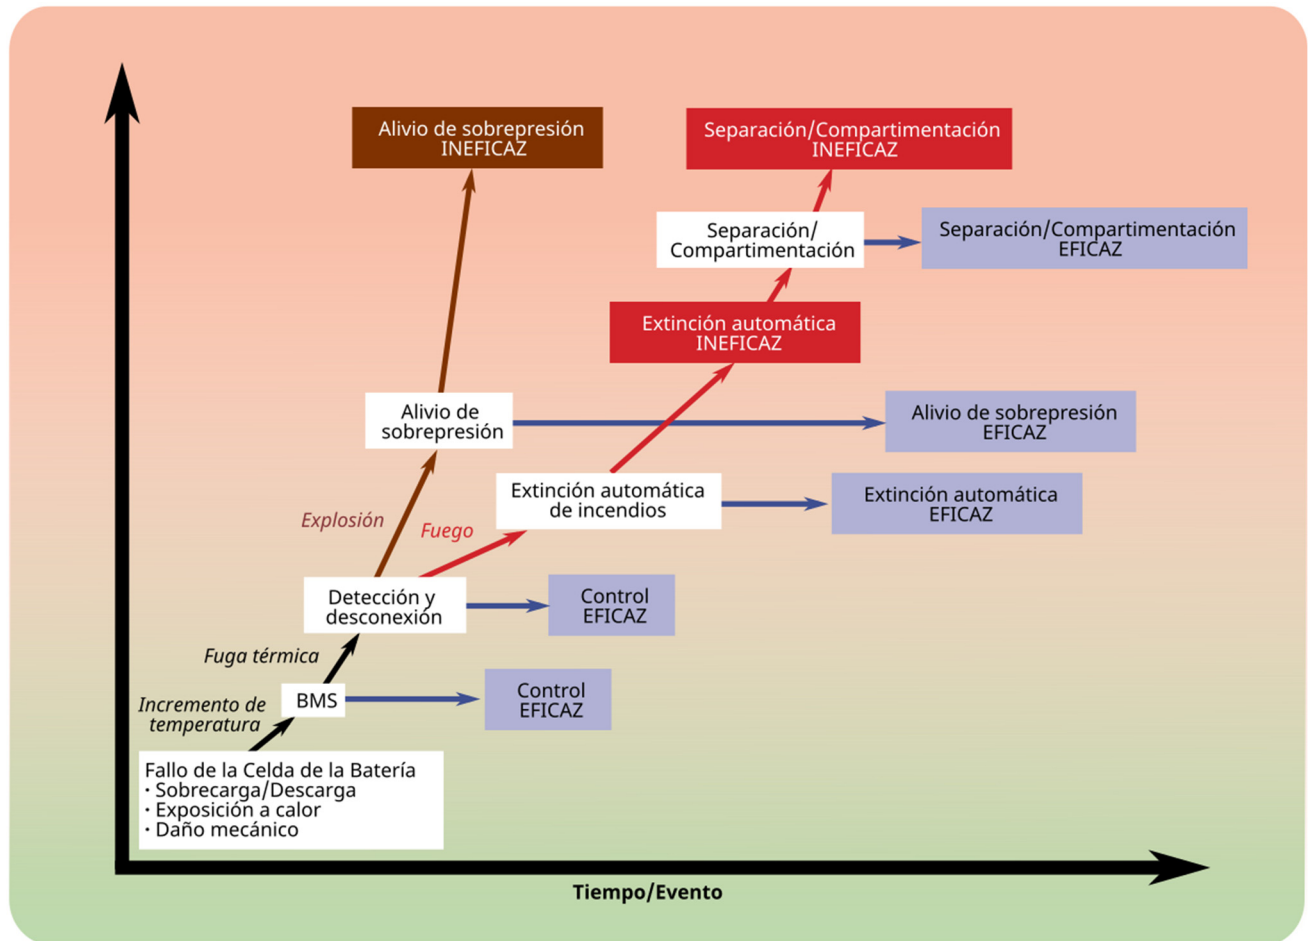 Alivio de sobrepresión
INEFICAZ
Separación/Compartimentación
INEFICAZ
Separación/
Compartimentación
Separación/Compartimentación
EFICAZ
Extinción automática
INEFICAZ
Alivio de
sobrepresión
Alivio de sobrepresión
EFICAZ
Extinción automática
de incendios
Extinción automática
EFICAZ
Explosión
Fuego
Detección y
desconexión
Control
EFICAZ
Fuga térmica
BMS
Control
EFICAZ
Incremento de
temperatura
Fallo de la Celda de la Batería
· Sobrecarga/Descarga
· Exposición a calor
· Daño mecánico
Tiempo/Evento